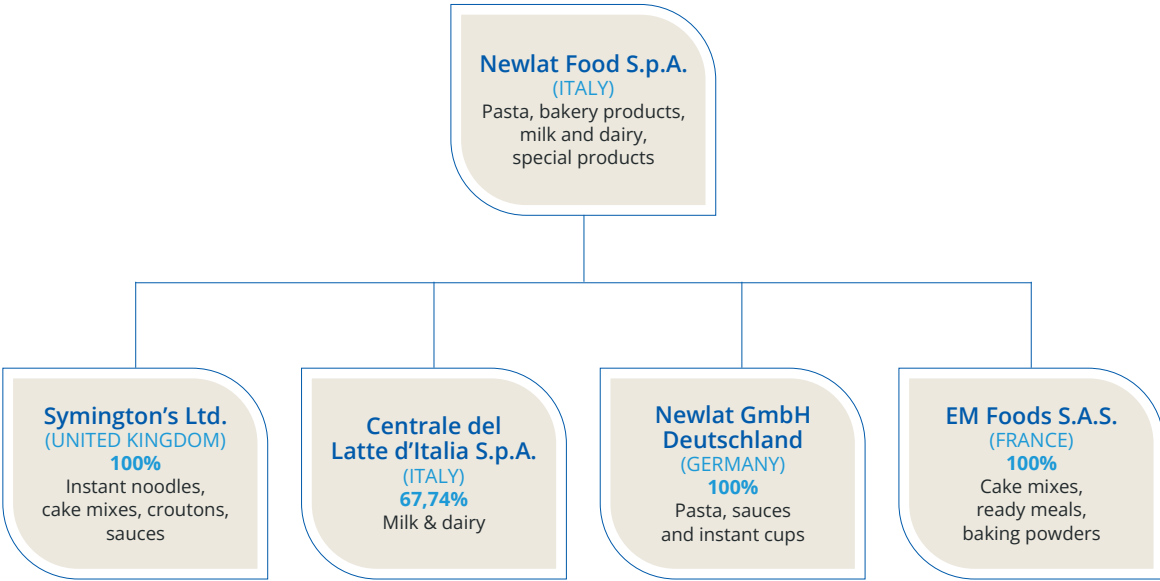 Newlat Food S.p.A.
(ITALY)
Pasta, bakery products,
milk and dairy,
special products
Symington’s Ltd.
(UNITED KINGDOM)
100%
Instant noodles,
cake mixes, croutons,
sauces
Centrale del
Latte d’Italia S.p.A.
(ITALY)
67,74%
Milk & dairy
Newlat GmbH
Deutschland
(GERMANY)
100%
Pasta, sauces
and instant cups
EM Foods S.A.S.
(FRANCE)
100%
Cake mixes,
ready meals,
baking powders